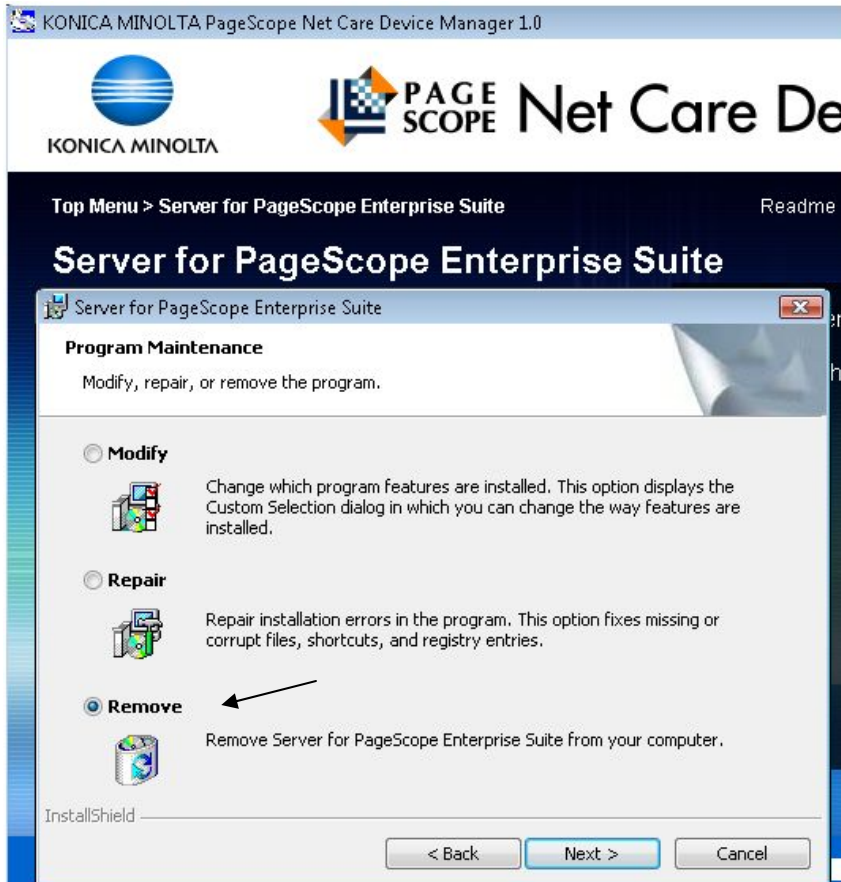 KONICA MINOLTA PageScope Net Care Device Manager 1.0
KONICA MINOLTA
PAGE
SCOPE Net Care De
Top Menu > Server for PageScope Enterprise Suite Readme
Server for PageScope Enterprise Suite
Server for PageScope Enterprise Suite
Program Maintenance
Modify, repair, or remove the program.
Modify
Change which program features are installed. This option displays the
Custom Selection dialog in which you can change the way features are
installed.
Repair
Repair installation errors in the program. This option fixes missing or
corrupt files, shortcuts, and registry entries.
Remove
Remove Server for PageScope Enterprise Suite from your computer.
InstallShield
< Back Next > Cancel